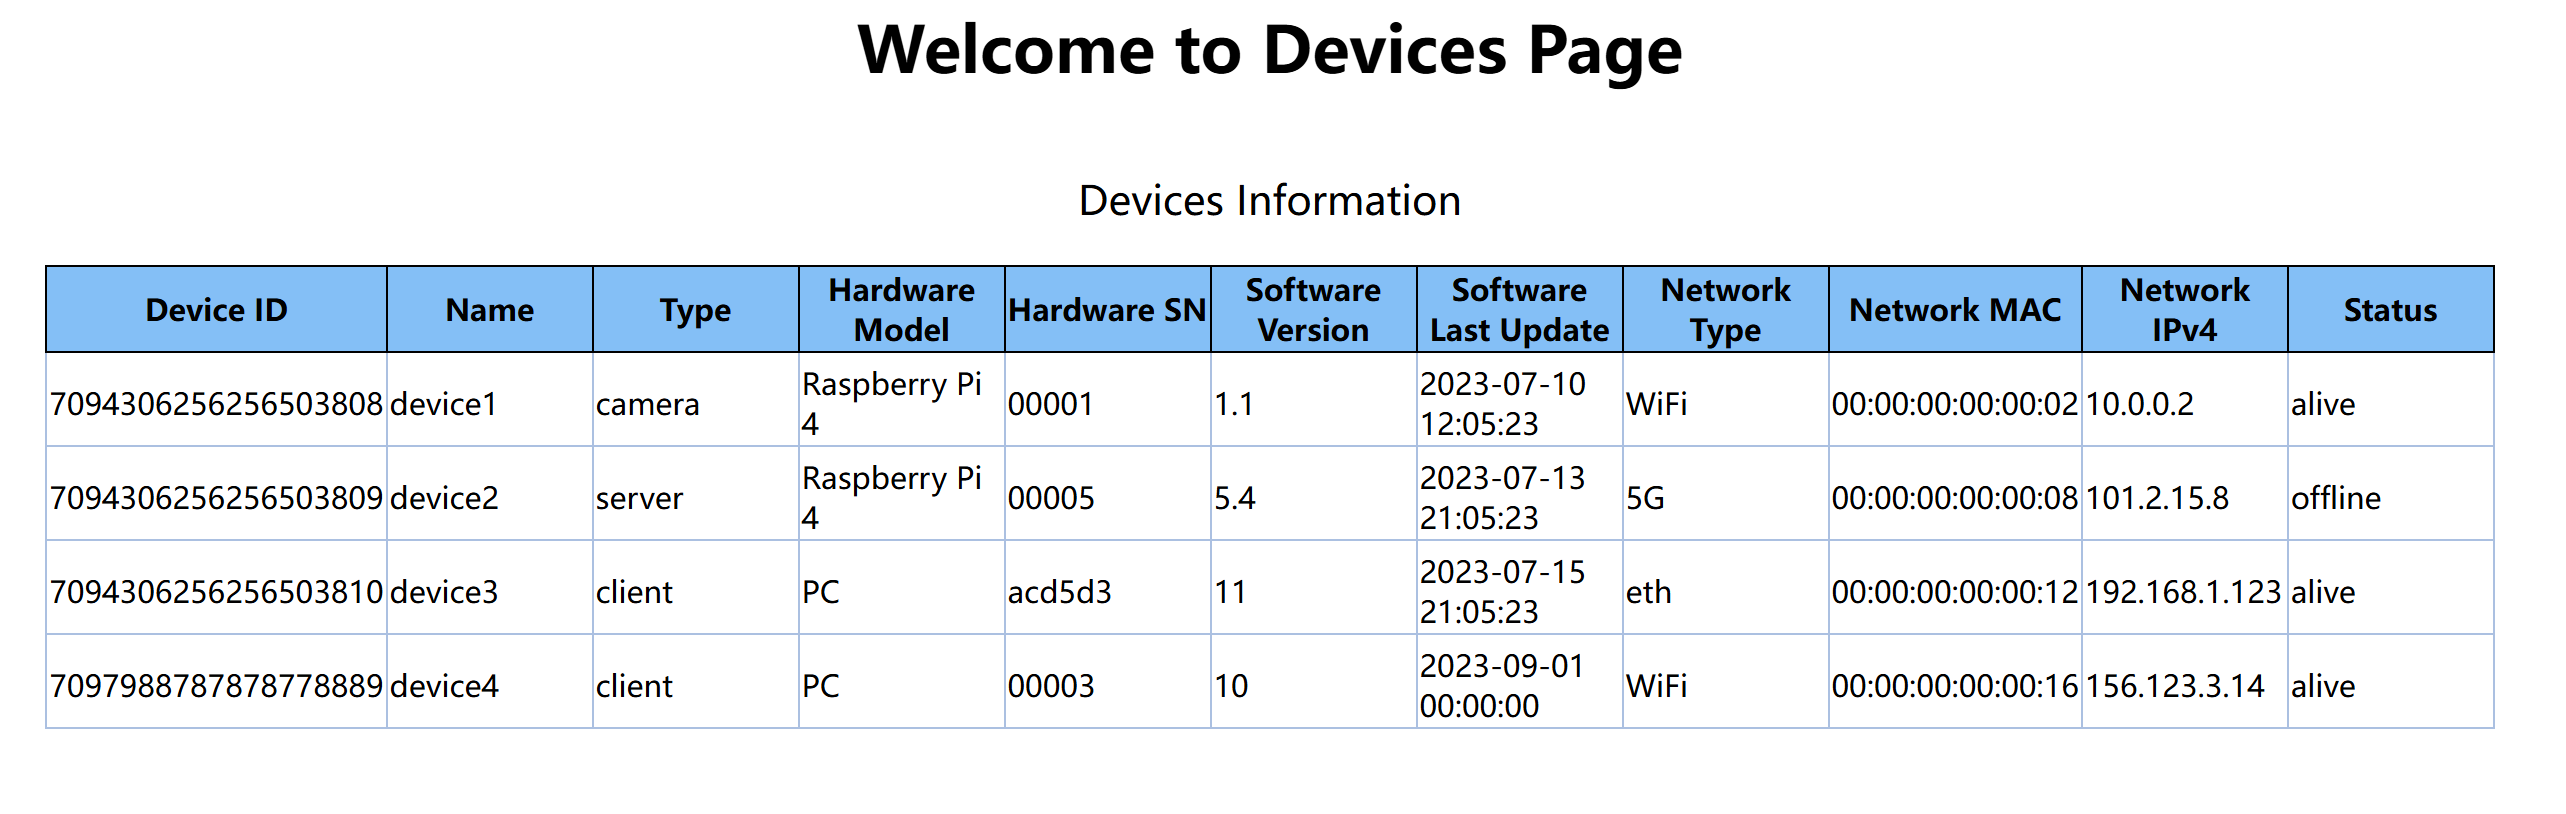 Welcome to Devices Page
Devices Information
Device ID Name Type Hardware Model Hardware SN Software Version Software Last Update Network Type Network MAC Network IPv4 Status
7094306256256503808 device1 camera Raspberry Pi 4 00001 1.1 2023-07-10 12:05:23 WiFi 00:00:00:00:00:02 10.0.0.2 alive
7094306256256503809 device2 server Raspberry Pi 4 00005 5.4 2023-07-13 21:05:23 5G 00:00:00:00:00:08 101.2.15.8 offline
7094306256256503810 device3 client PC acd5d3 11 2023-07-15 21:05:23 eth 00:00:00:00:00:12 192.168.1.123 alive
7097988787878778889 device4 client PC 00003 10 2023-09-01 00:00:00 WiFi 00:00:00:00:00:16 156.123.3.14 alive